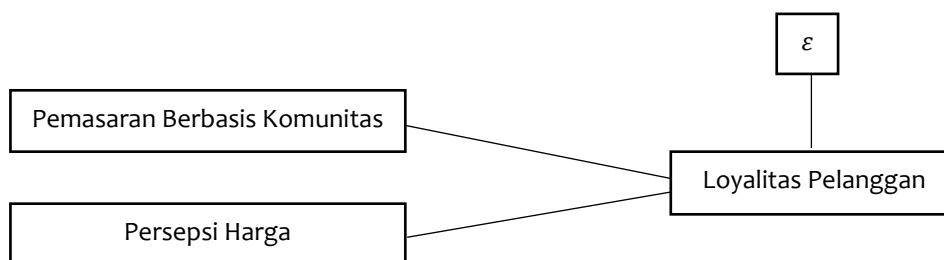 ε
Pemasaran Berbasis Komunitas
Loyalitas Pelanggan
Persepsi Harga